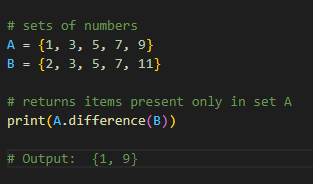 # sets of numbers
A = {1, 3, 5, 7, 9}
B = {2, 3, 5, 7, 11}
# returns items present only in set A
print(A.difference(B))
# Output:  {1, 9}